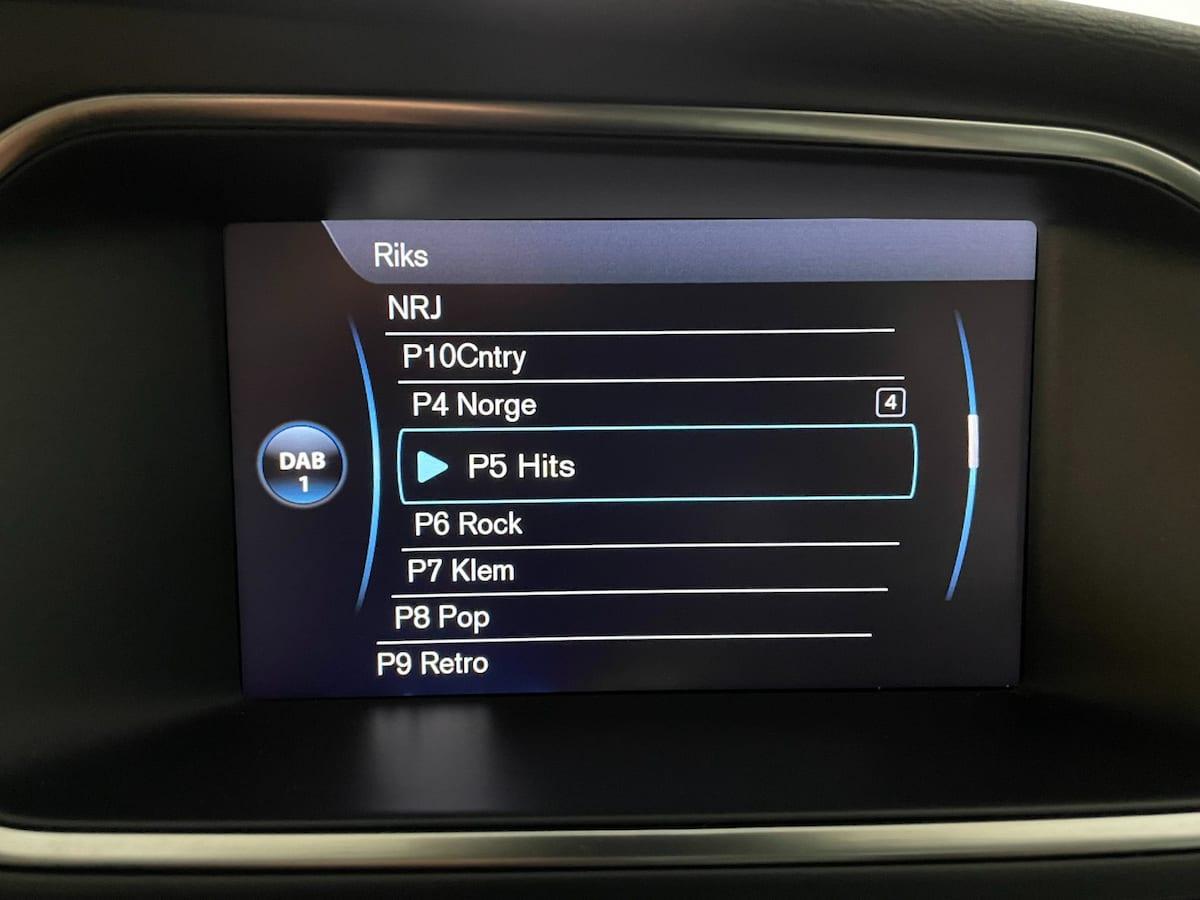 Riks
NRJ
P10Cntry
P4 Norge 4
P5 Hits
DAB
1
P6 Rock
P7 Klem
P8 Pop
P9 Retro